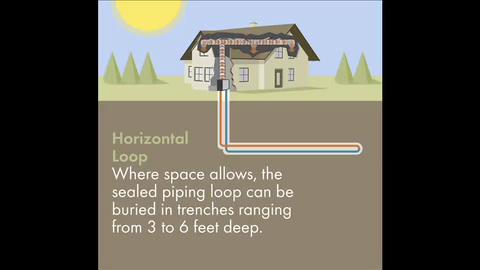 Horizontal
Loop
Where space allows, the
sealed piping loop can be
buried in trenches ranging
from 3 to 6 feet deep.